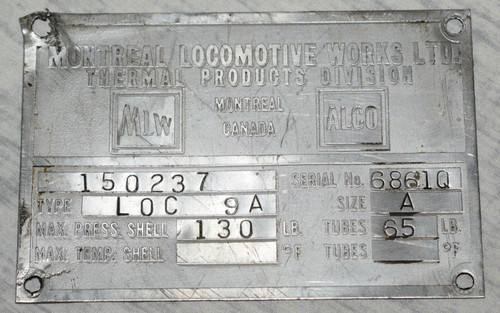 MONTREAL LOCOMOTIVE WORKS LTD.
THERMAL PRODUCTS DIVISION
MLW MONTREAL CANADA ALCO
150237 SERIAL No. 6861Q
TYPE LOC 9A SIZE A
MAX. PRESS. SHELL 130 LB. TUBES 65 LB.
MAX. TEMP. SHELL °F TUBES °F